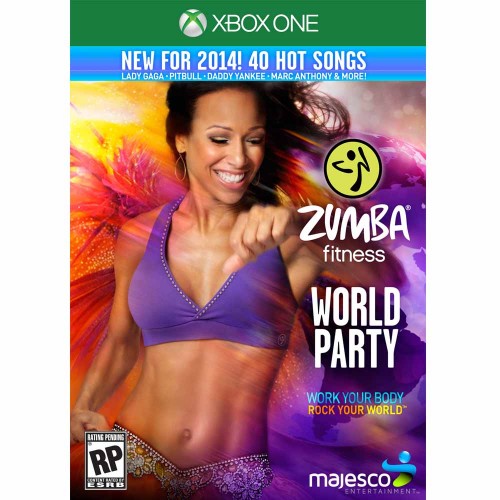 XBOX ONE
NEW FOR 2014! 40 HOT SONGS
LADY GAGA • PITBULL • DADDY YANKEE • MARC ANTHONY & MORE!
ZUMBA®
fitness
WORLD
PARTY
WORK YOUR BODY
ROCK YOUR WORLD™
RATING PENDING
RP
CONTENT RATED BY
ESRB
majesco
ENTERTAINMENT